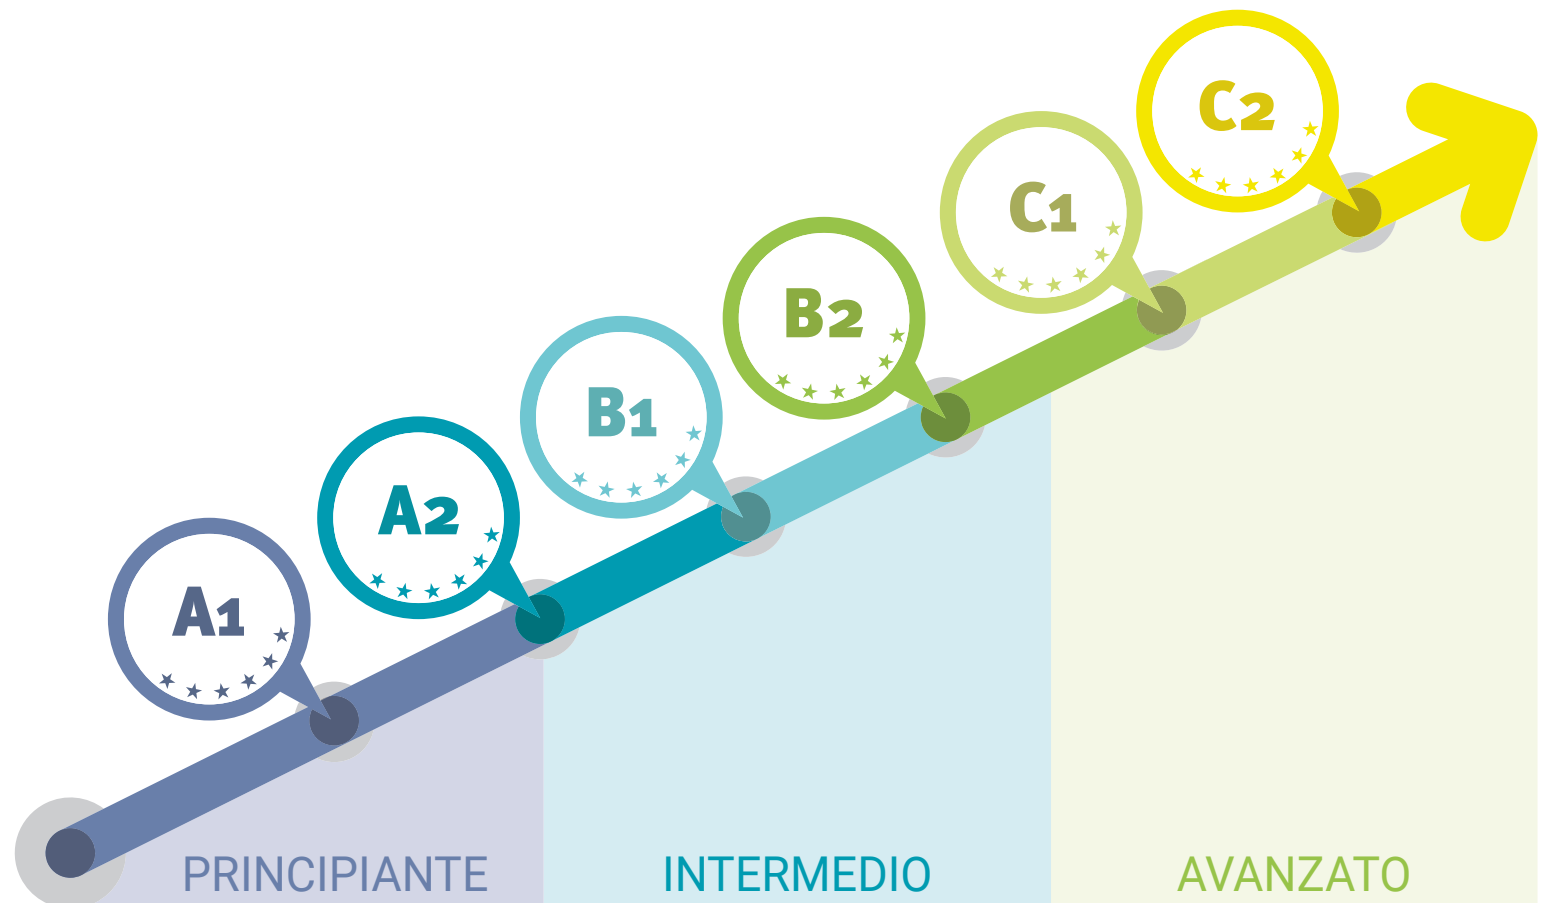 A1
A2
B1
B2
C1
C2
PRINCIPIANTE
INTERMEDIO
AVANZATO